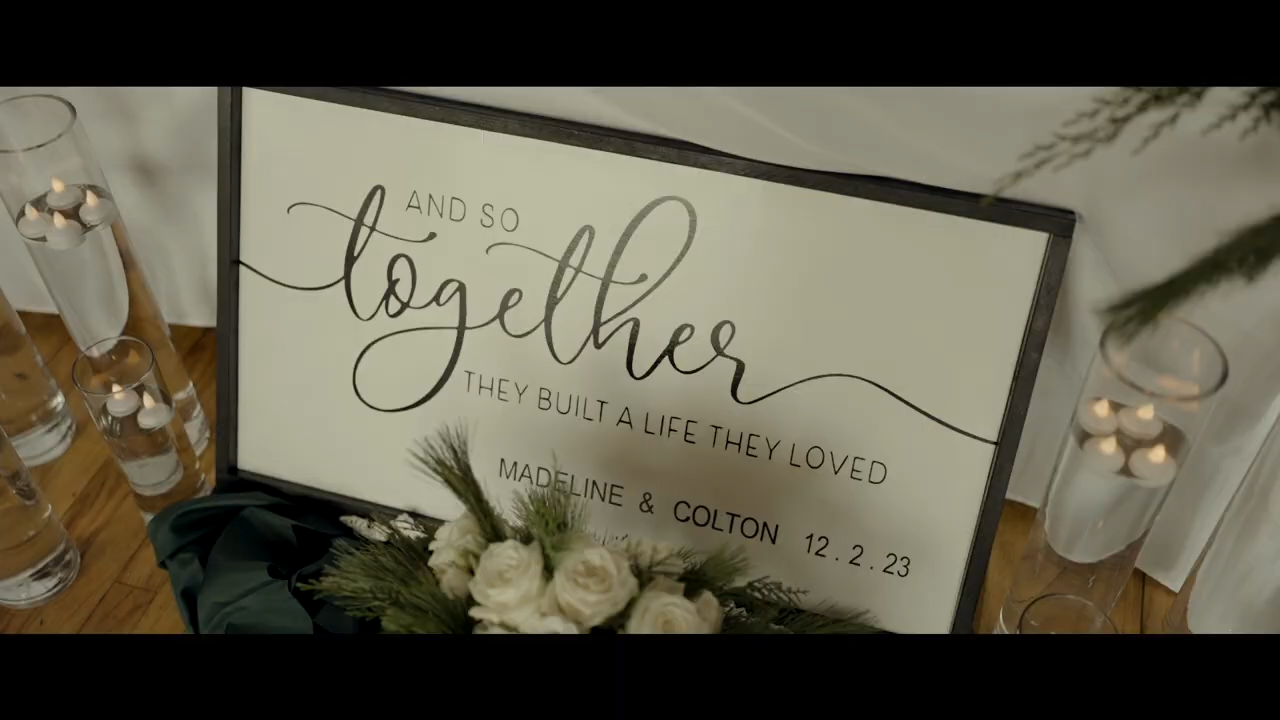 AND SO
together
THEY BUILT A LIFE THEY LOVED
MADELINE & COLTON 12.2.23